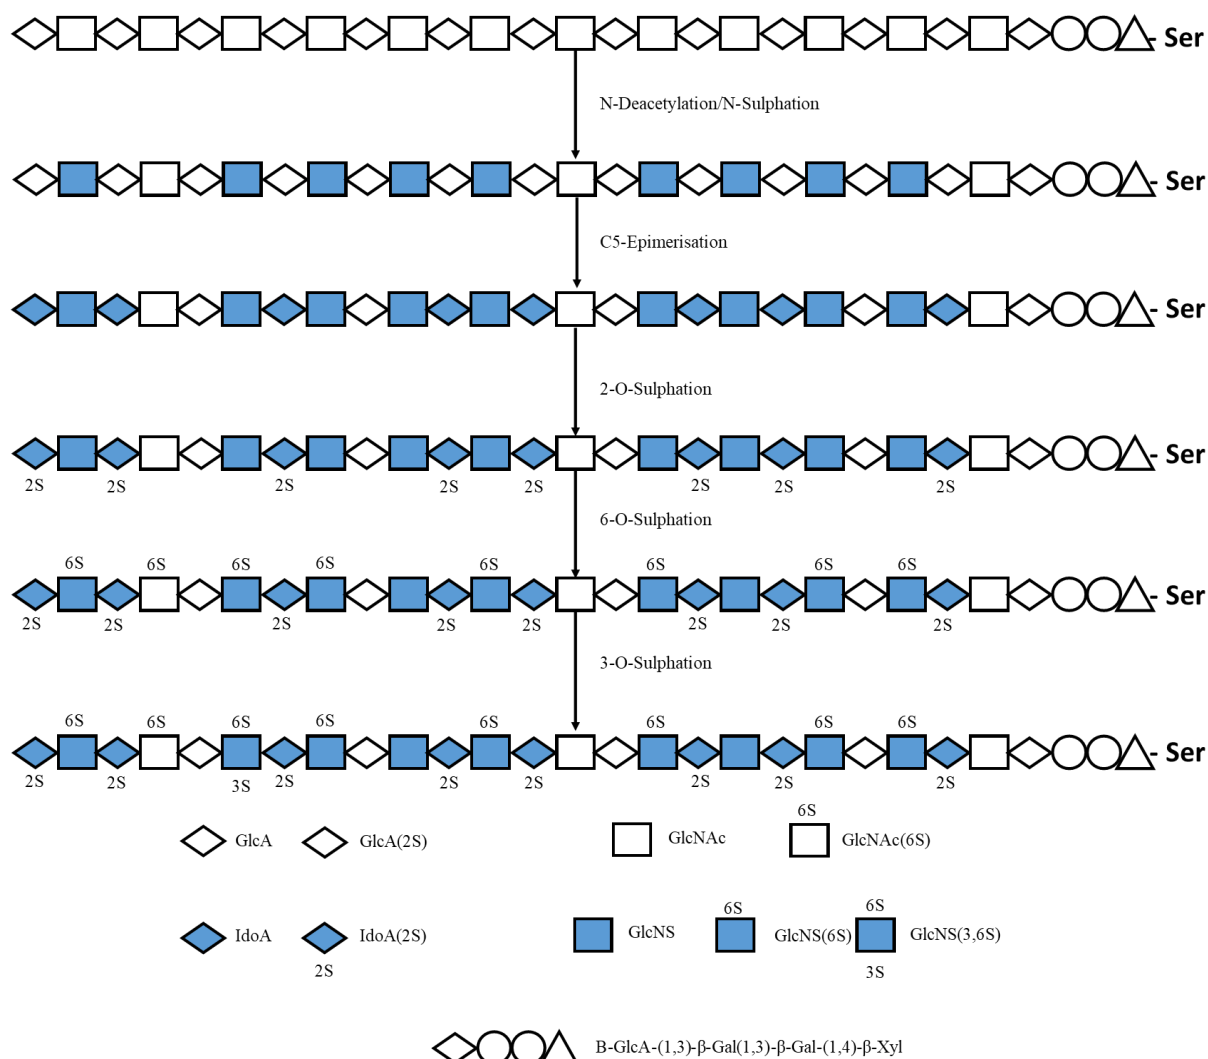 - Ser
N-Deacetylation/N-Sulphation
- Ser
C5-Epimerisation
- Ser
2-O-Sulphation
- Ser
2S 2S 2S 2S 2S 2S 2S 2S
6-O-Sulphation
6S 6S 6S 6S 6S 6S 6S 6S
- Ser
2S 2S 2S 2S 2S 2S 2S 2S
3-O-Sulphation
6S 6S 6S 6S 6S 6S 6S 6S
- Ser
2S 2S 3S 2S 2S 2S 2S 2S 2S
6S
GlcA GlcA(2S) GlcNAc GlcNAc(6S)
6S 6S
IdoA IdoA(2S) GlcNS GlcNS(6S) GlcNS(3,6S)
2S 3S
B-GlcA-(1,3)-β-Gal(1,3)-β-Gal-(1,4)-β-Xyl